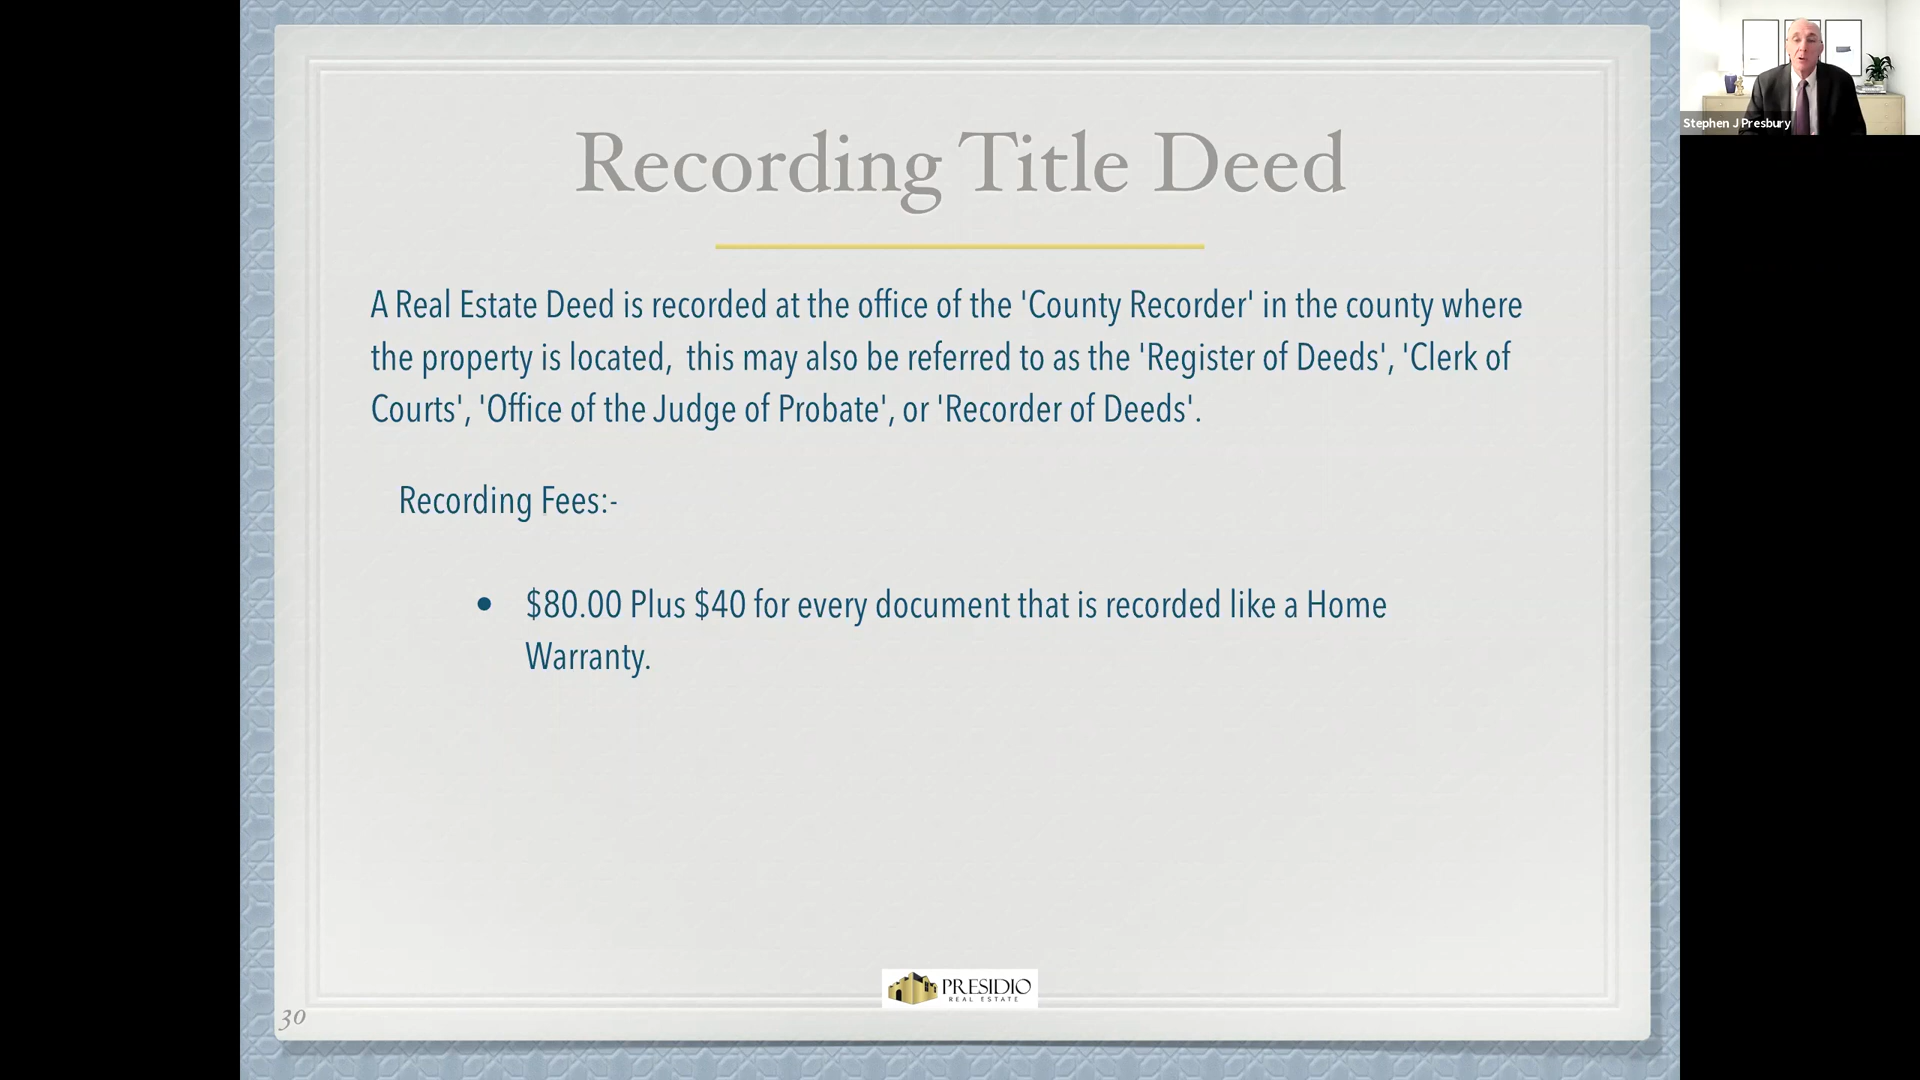 Stephen J Presbury
Recording Title Deed
A Real Estate Deed is recorded at the office of the 'County Recorder' in the county where
the property is located,  this may also be referred to as the 'Register of Deeds', 'Clerk of
Courts', 'Office of the Judge of Probate', or 'Recorder of Deeds'.
Recording Fees:-
• $80.00 Plus $40 for every document that is recorded like a Home
Warranty.
PRESIDIO
REAL ESTATE
30